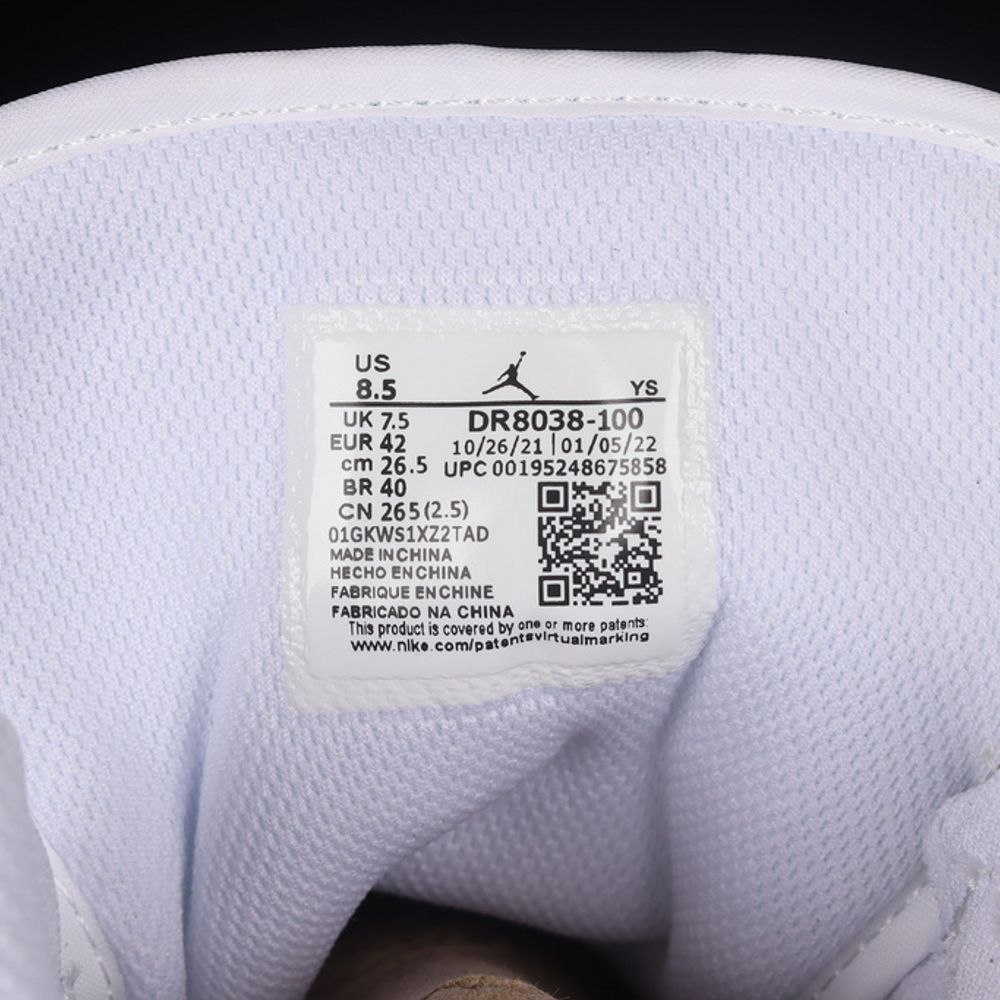 US
8.5
YS
UK 7.5
DR8038-100
EUR 42
10/26/21 | 01/05/22
cm 26.5
UPC 00195248675858
BR 40
CN 265 (2.5)
01GKWS1XZ2TAD
MADE IN CHINA
HECHO EN CHINA
FABRIQUE EN CHINE
FABRICADO NA CHINA
This product is covered by one or more patents:
www.nike.com/patentsvirtualmarking